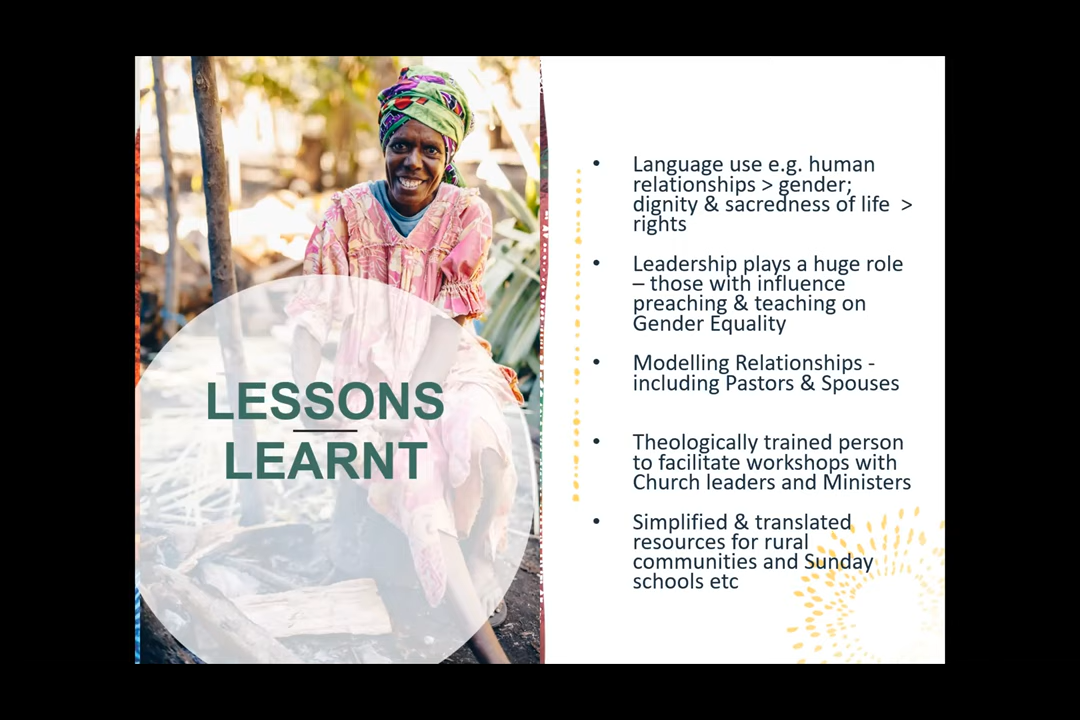 LESSONS
LEARNT
• Language use e.g. human
relationships > gender;
dignity & sacredness of life >
rights
• Leadership plays a huge role
– those with influence
preaching & teaching on
Gender Equality
• Modelling Relationships -
including Pastors & Spouses
• Theologically trained person
to facilitate workshops with
Church leaders and Ministers
• Simplified & translated
resources for rural
communities and Sunday
schools etc